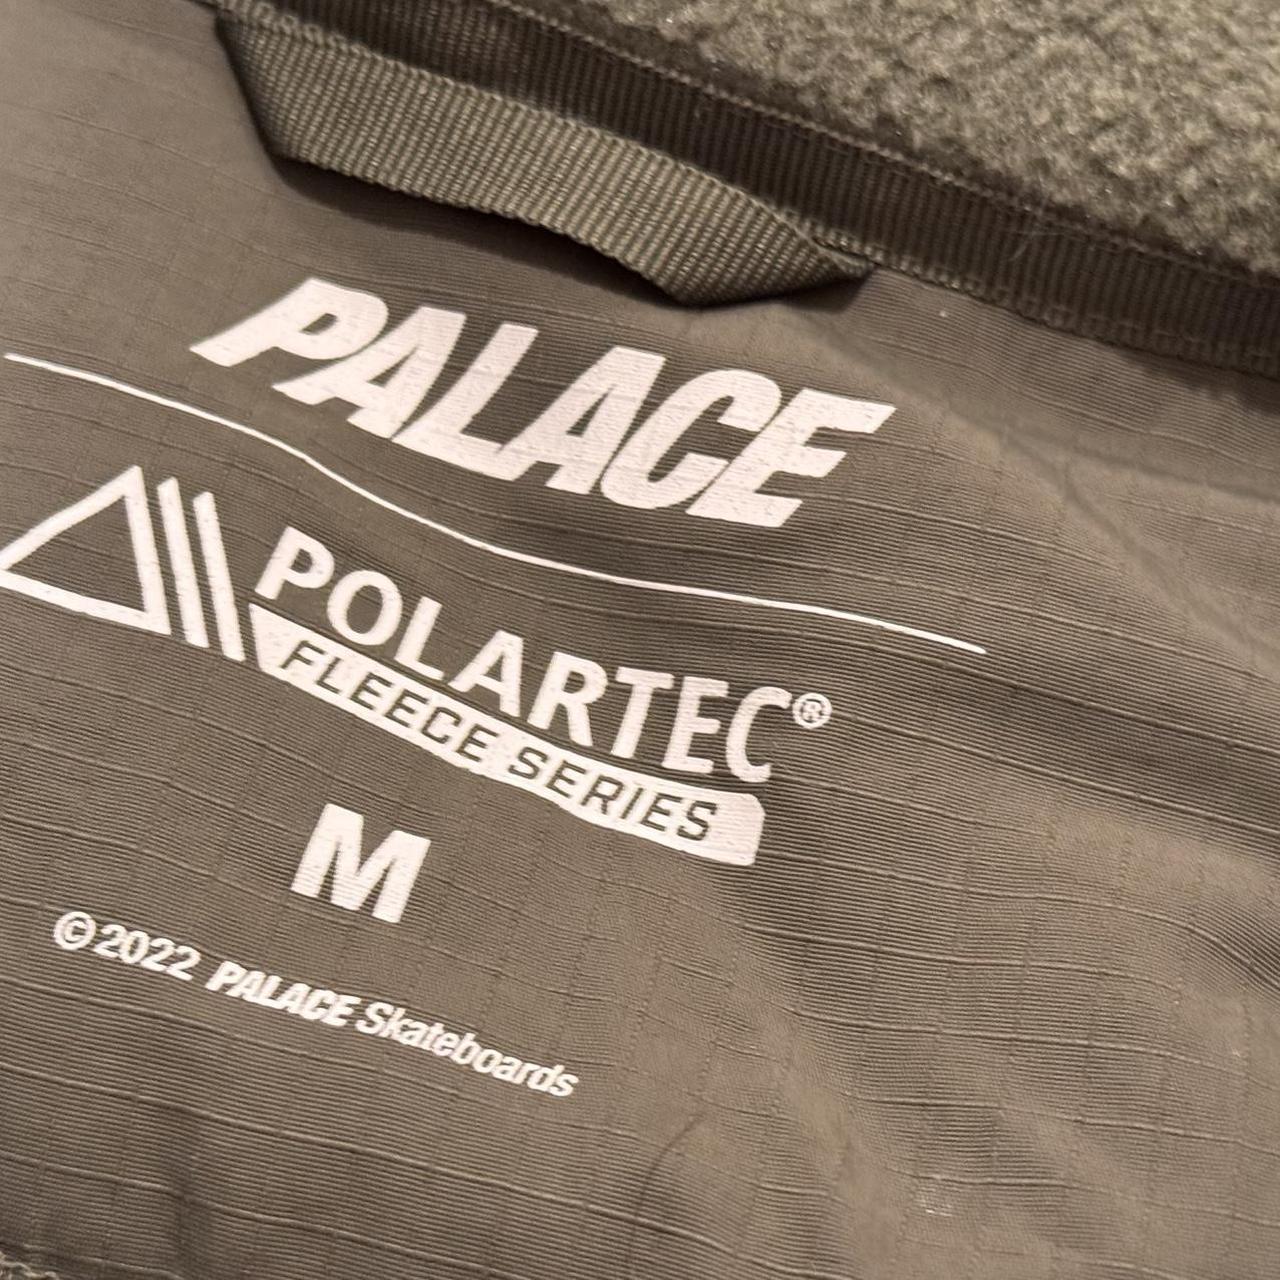 PALACE
POLARTEC®
FLEECE SERIES
M
© 2022 PALACE Skateboards